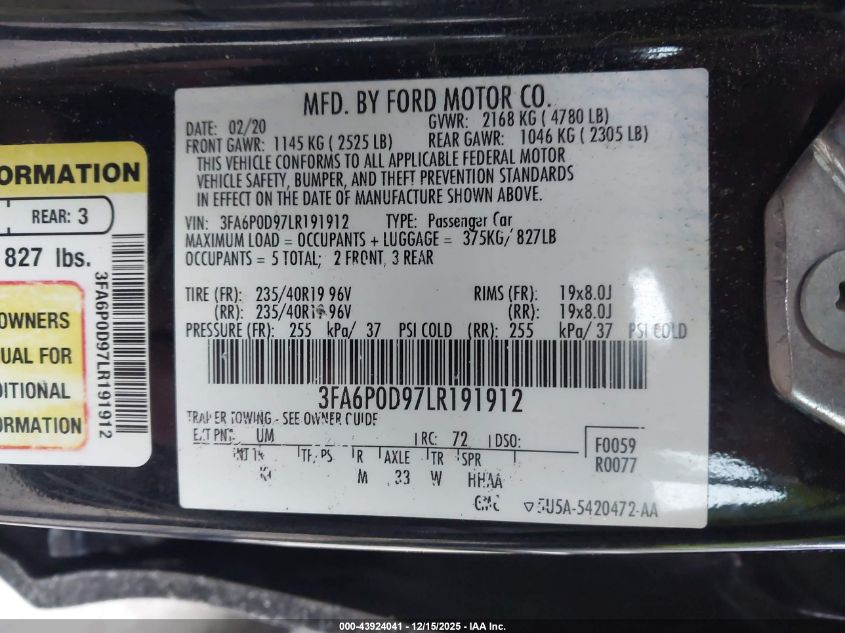 ORMATION
REAR: 3
827 lbs.
OWNERS
UAL FOR
DITIONAL
ORMATION
3FA6P0D97LR191912
MFD. BY FORD MOTOR CO.
DATE: 02/20 GVWR: 2168 KG ( 4780 LB)
FRONT GAWR: 1145 KG ( 2525 LB) REAR GAWR: 1046 KG ( 2305 LB)
THIS VEHICLE CONFORMS TO ALL APPLICABLE FEDERAL MOTOR
VEHICLE SAFETY, BUMPER, AND THEFT PREVENTION STANDARDS
IN EFFECT ON THE DATE OF MANUFACTURE SHOWN ABOVE.
VIN: 3FA6P0D97LR191912 TYPE: Passenger Car
MAXIMUM LOAD = OCCUPANTS + LUGGAGE = 375KG/ 827LB
OCCUPANTS = 5 TOTAL; 2 FRONT, 3 REAR
TIRE (FR): 235/40R19 96V RIMS (FR): 19x8.0J
(RR): 235/40R19 96V (RR): 19x8.0J
PRESSURE (FR): 255 kPa/ 37 PSI COLD (RR): 255 kPa/ 37 PSI COLD
3FA6P0D97LR191912
TRAILER TOWING - SEE OWNER GUIDE
EXT PNT: UM RC: 72 DSO: F0059
R0077
INT TR TP/PS R AXLE TR SPR
M 33 W HHAA
5U5A-5420472-AA
000-43924041 - 12/15/2025 - IAA Inc.